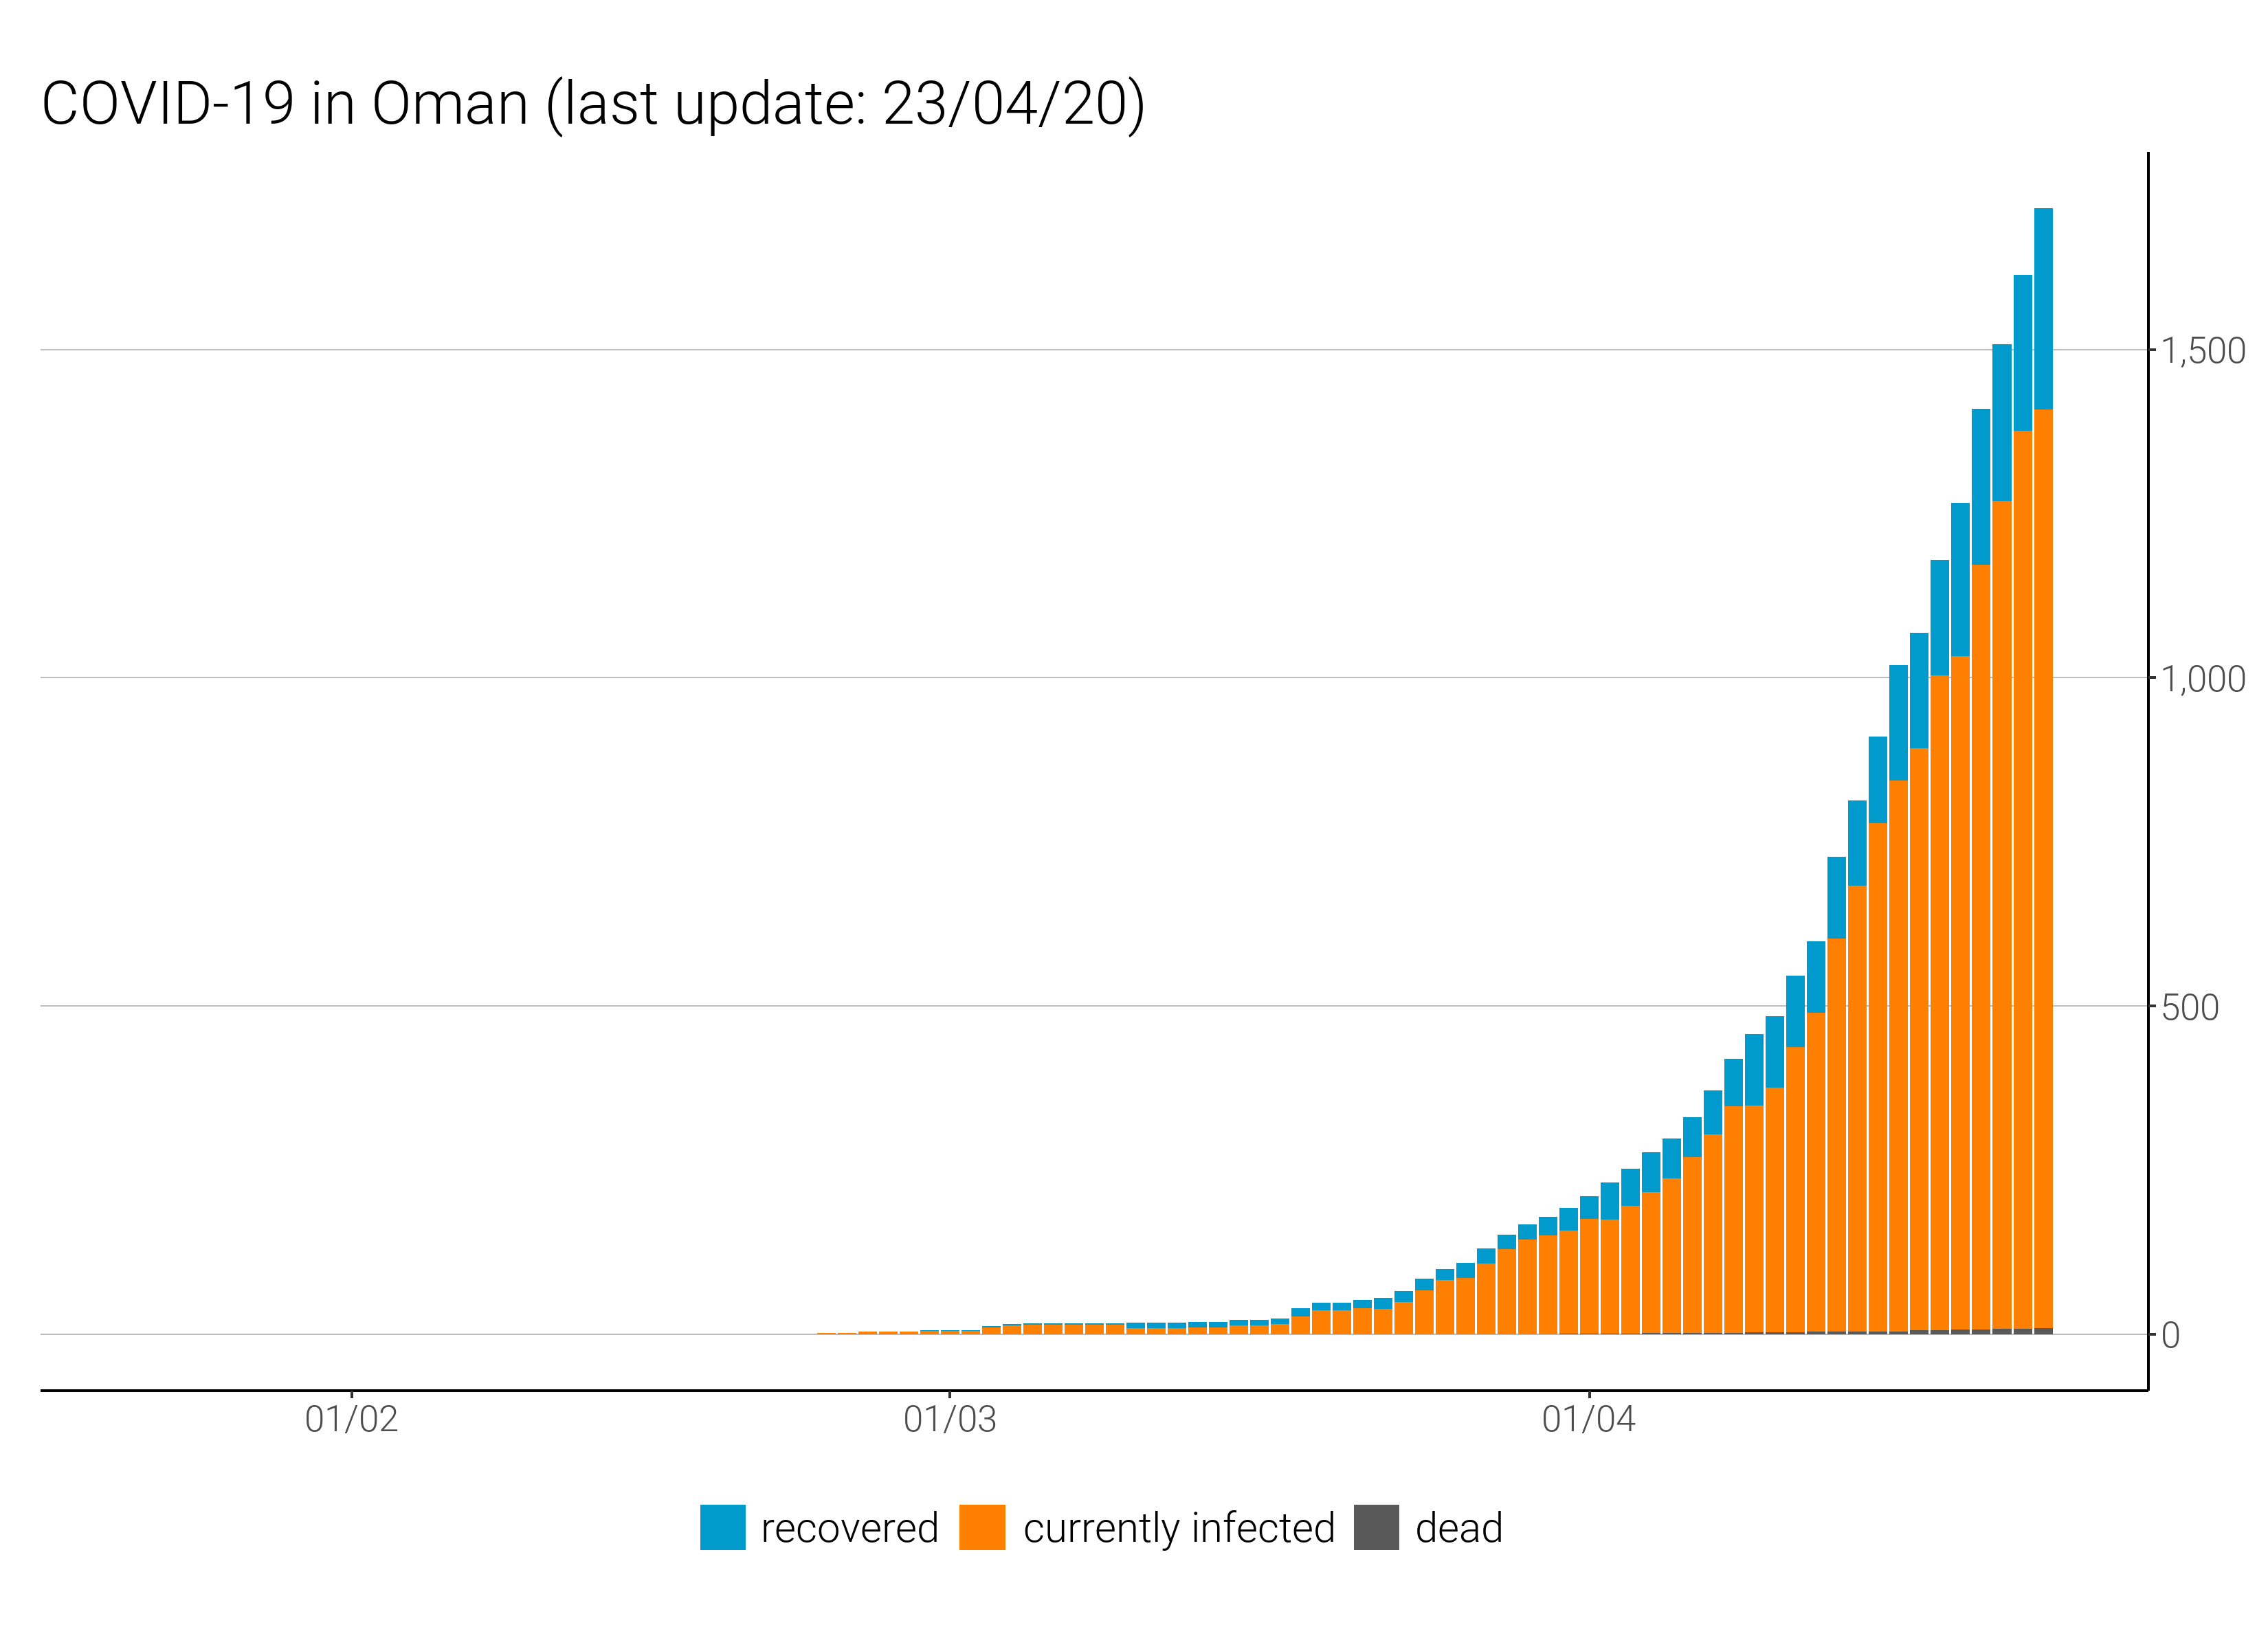 COVID-19 in Oman (last update: 23/04/20)
1,500
1,000
500
0
01/02 01/03 01/04
recovered currently infected dead